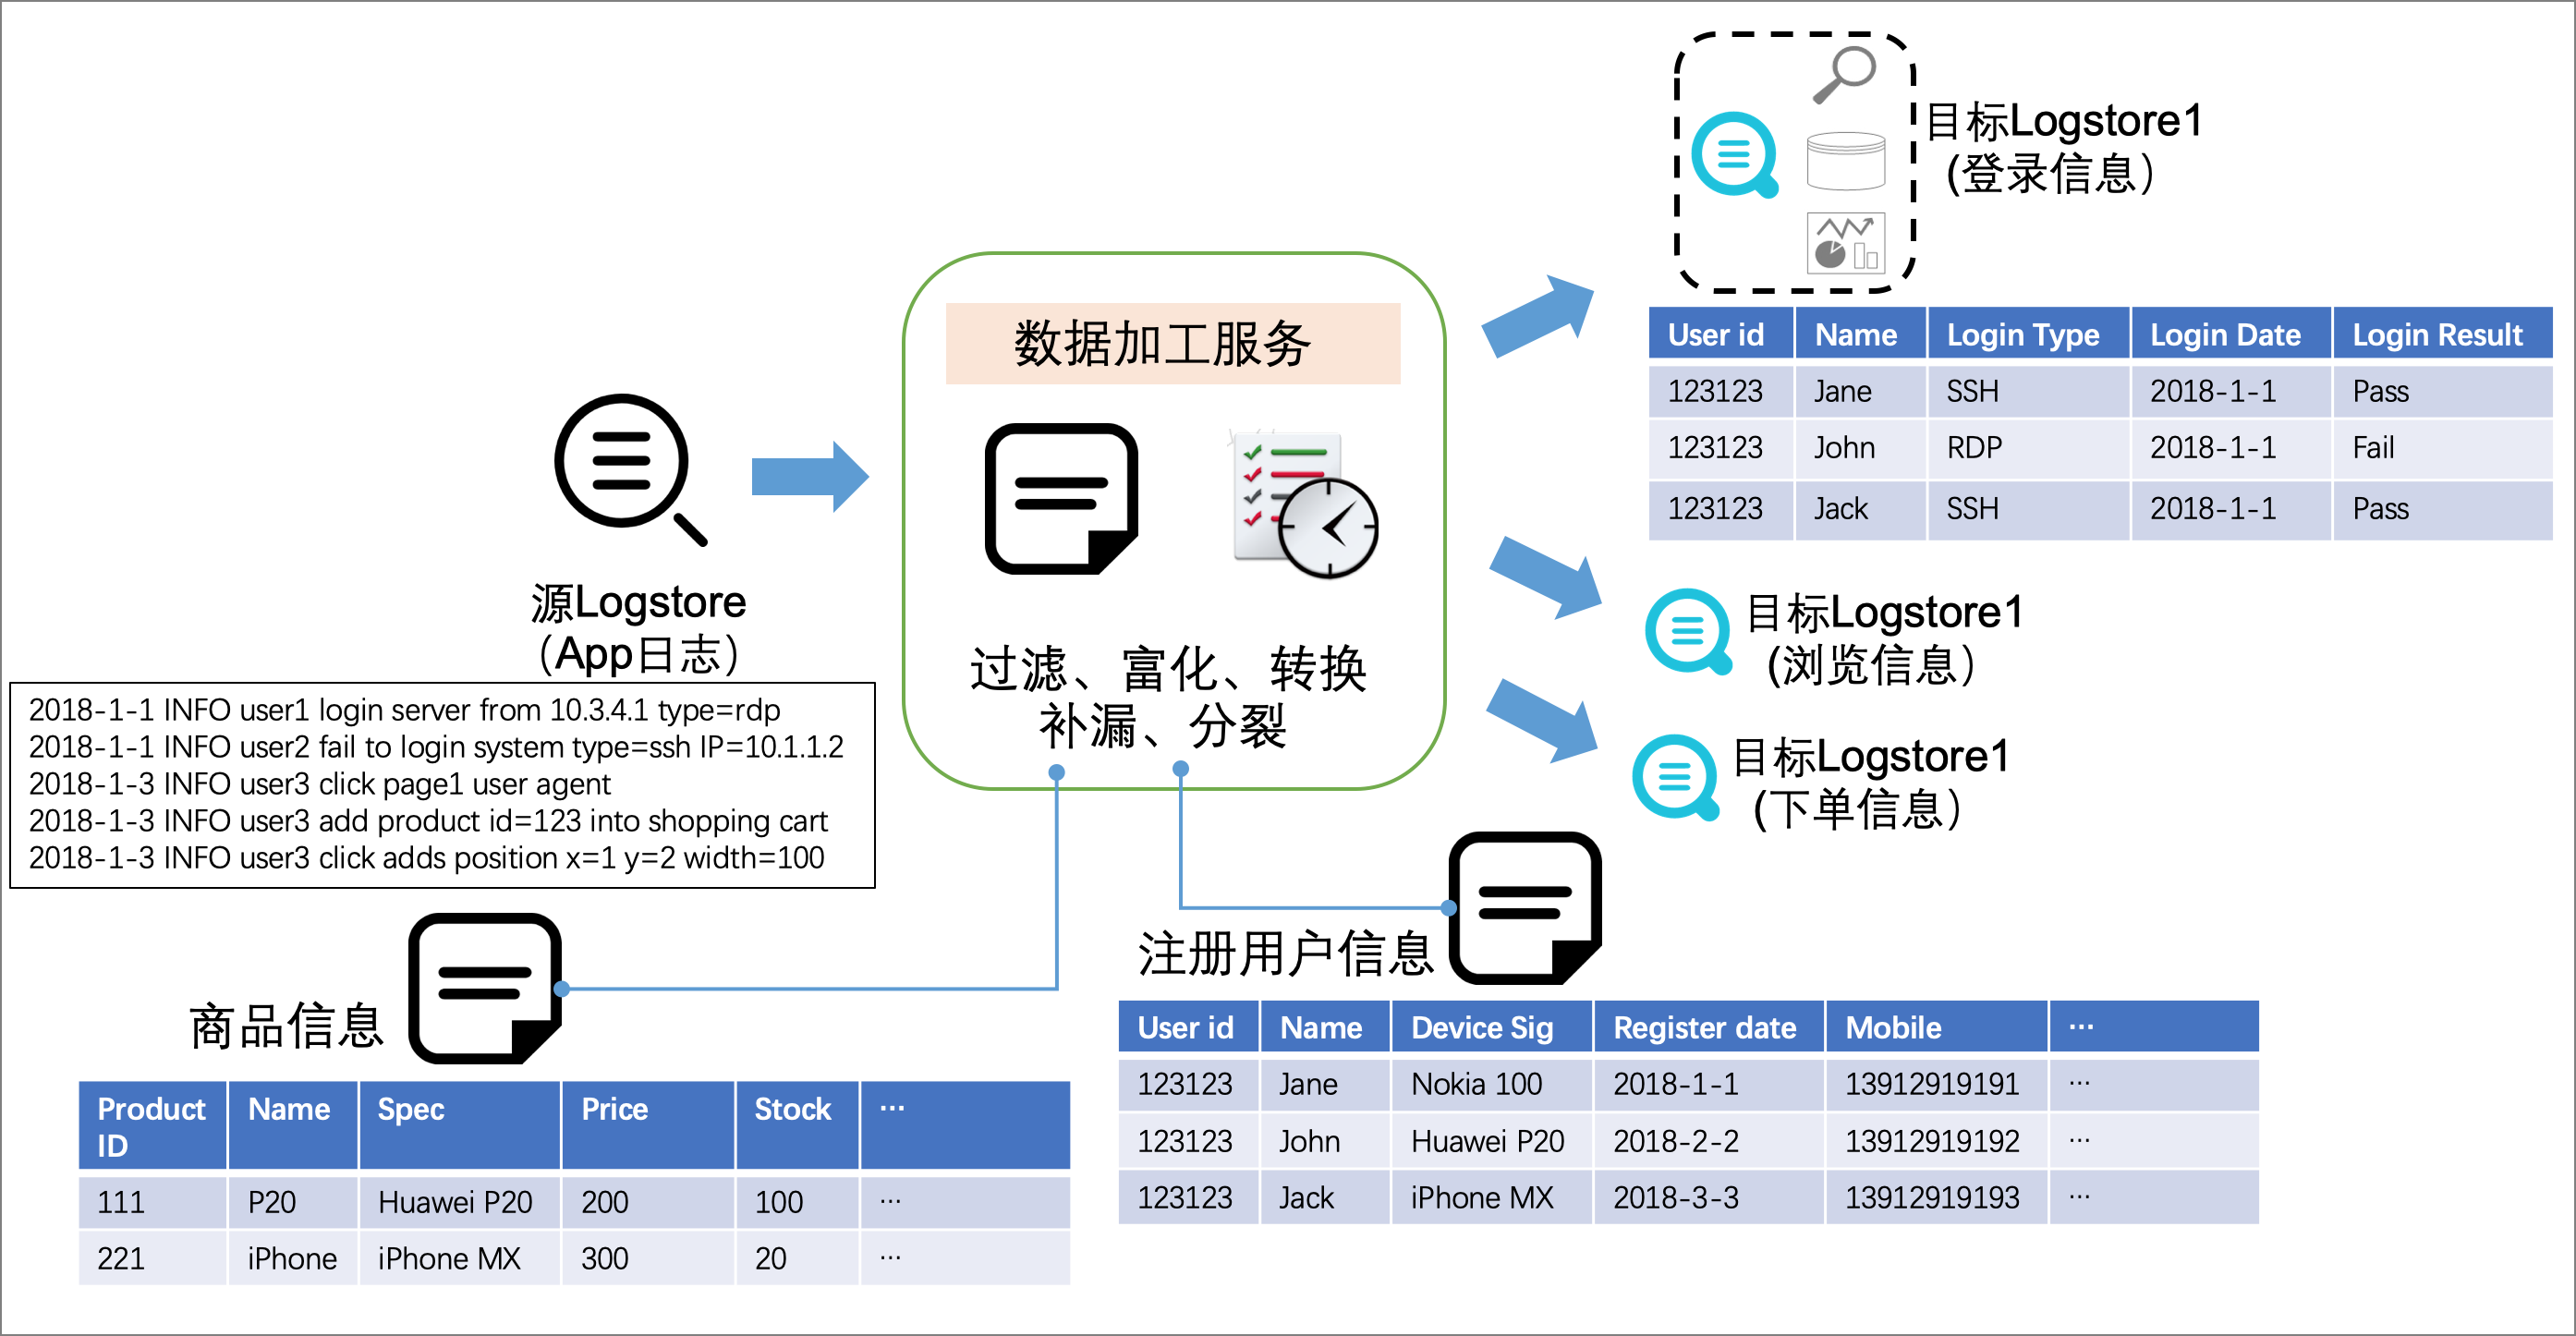 目标Logstore1
(登录信息)
数据加工服务
User id Name Login Type Login Date Login Result
123123 Jane SSH 2018-1-1 Pass
123123 John RDP 2018-1-1 Fail
123123 Jack SSH 2018-1-1 Pass
源Logstore
(App日志)
过滤、富化、转换
补漏、分裂
目标Logstore1
(浏览信息)
目标Logstore1
(下单信息)
2018-1-1 INFO user1 login server from 10.3.4.1 type=rdp
2018-1-1 INFO user2 fail to login system type=ssh IP=10.1.1.2
2018-1-3 INFO user3 click page1 user agent
2018-1-3 INFO user3 add product id=123 into shopping cart
2018-1-3 INFO user3 click adds position x=1 y=2 width=100
商品信息
Product ID Name Spec Price Stock ...
111 P20 Huawei P20 200 100 ...
221 iPhone iPhone MX 300 20 ...
注册用户信息
User id Name Device Sig Register date Mobile ...
123123 Jane Nokia 100 2018-1-1 13912919191 ...
123123 John Huawei P20 2018-2-2 13912919192 ...
123123 Jack iPhone MX 2018-3-3 13912919193 ...